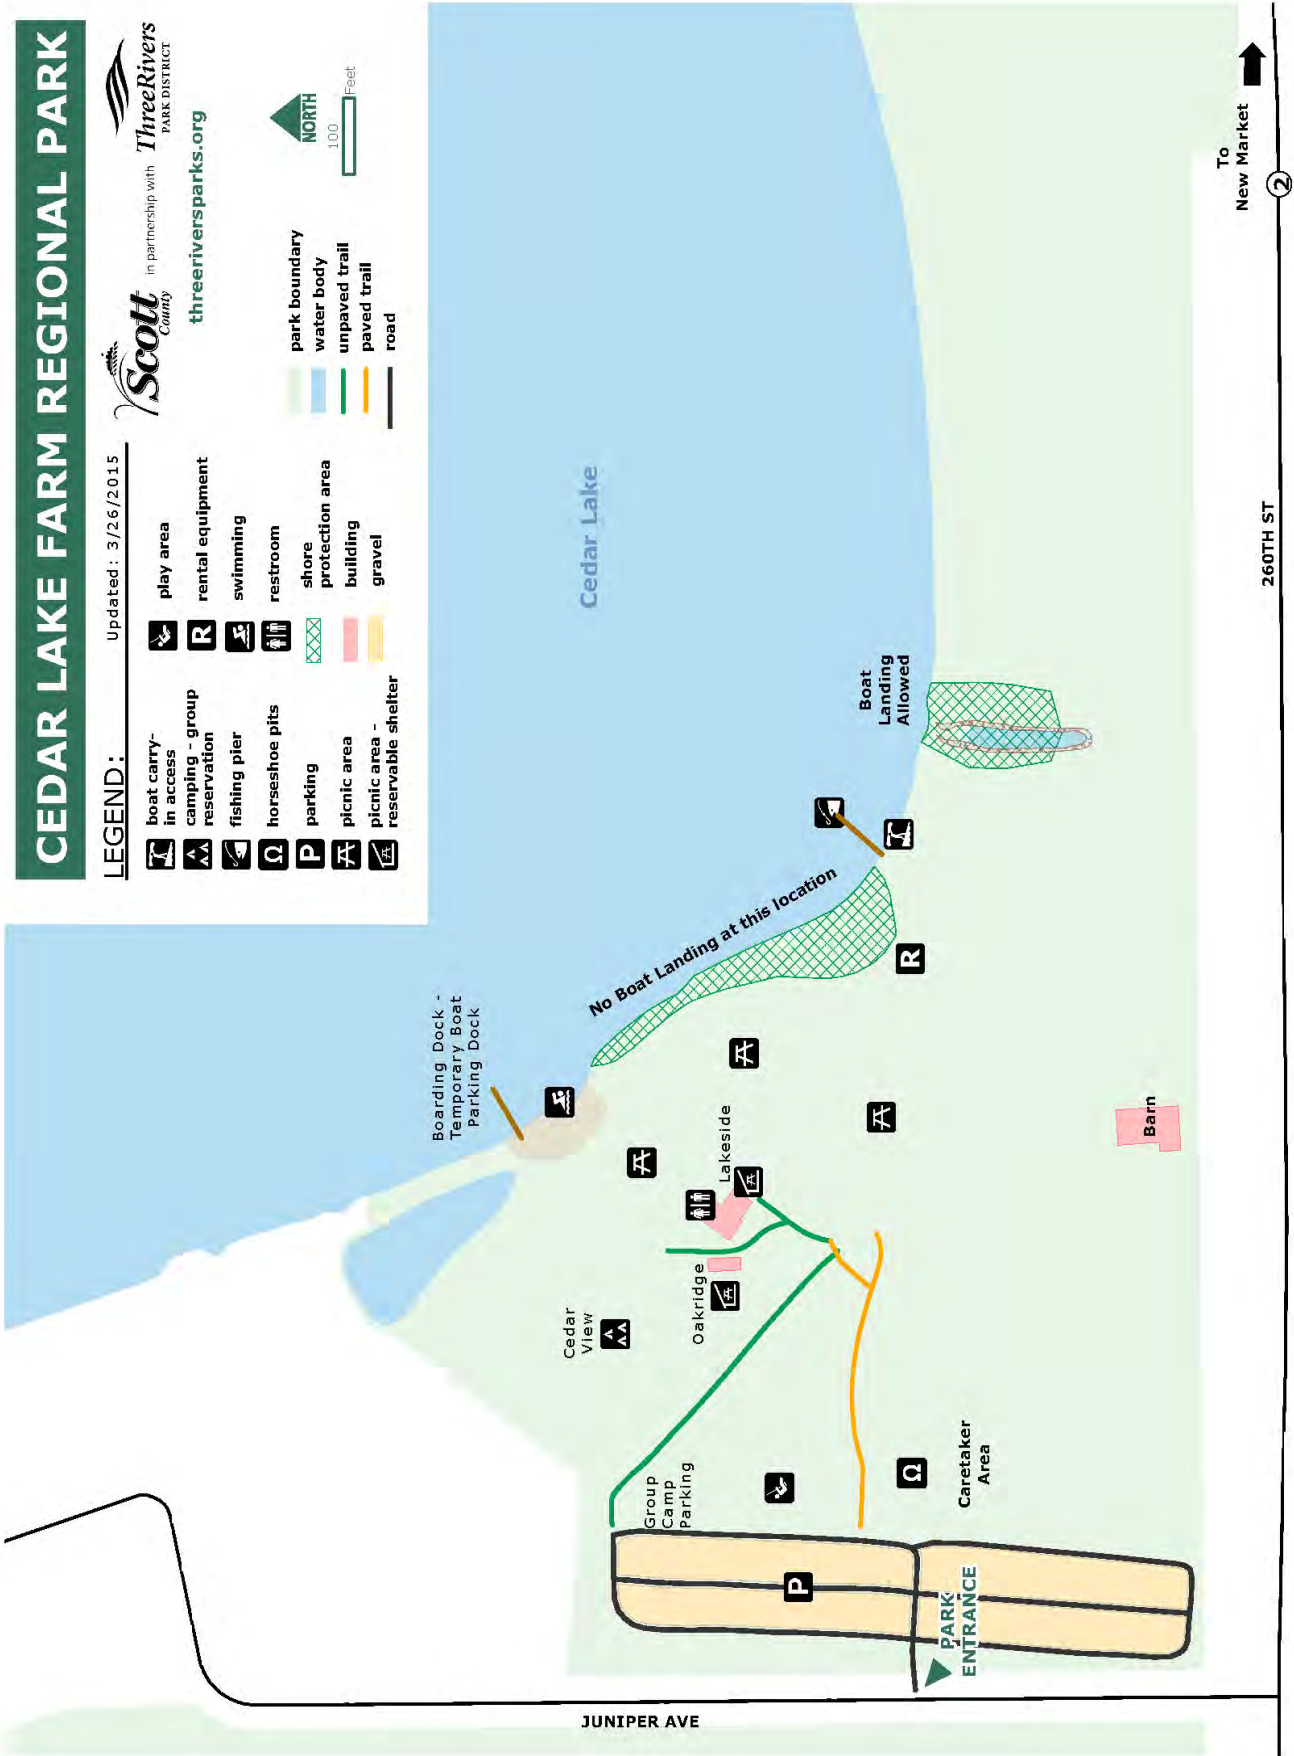 CEDAR LAKE FARM REGIONAL PARK
Scott
County
in partnership with
ThreeRivers
PARK DISTRICT
threeriversparks.org
LEGEND:
Updated: 3/26/2015
boat carry-
in access
camping - group
reservation
fishing pier
horseshoe pits
parking
picnic area
picnic area -
reservable shelter
play area
rental equipment
swimming
restroom
shore
protection area
building
gravel
park boundary
water body
unpaved trail
paved trail
road
NORTH
100
Feet
R
Ω
P
Cedar Lake
Boarding Dock -
Temporary Boat
Parking Dock
No Boat Landing at this location
Boat
Landing
Allowed
R
Lakeside
Oakridge
Cedar
View
Group
Camp
Parking
Ω
Caretaker
Area
Barn
P
PARK
ENTRANCE
JUNIPER AVE
260TH ST
To
New Market
2